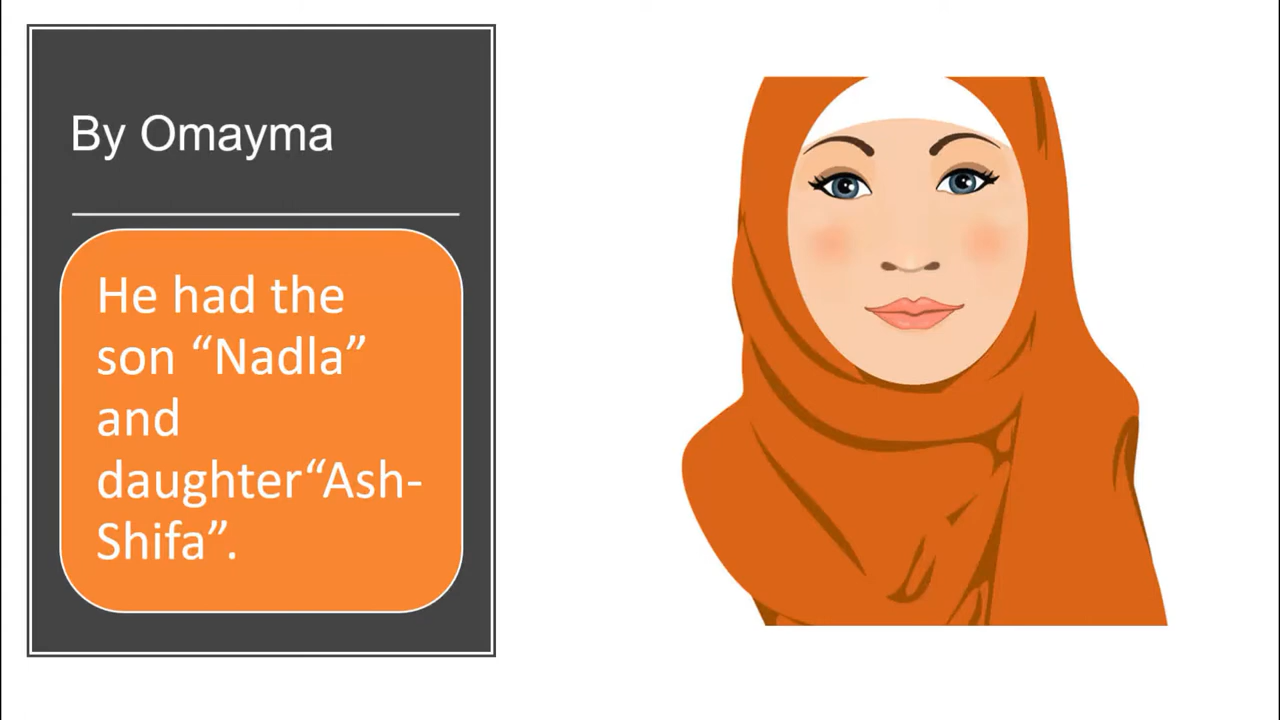 By Omayma
He had the
son “Nadla”
and
daughter“Ash-
Shifa”.